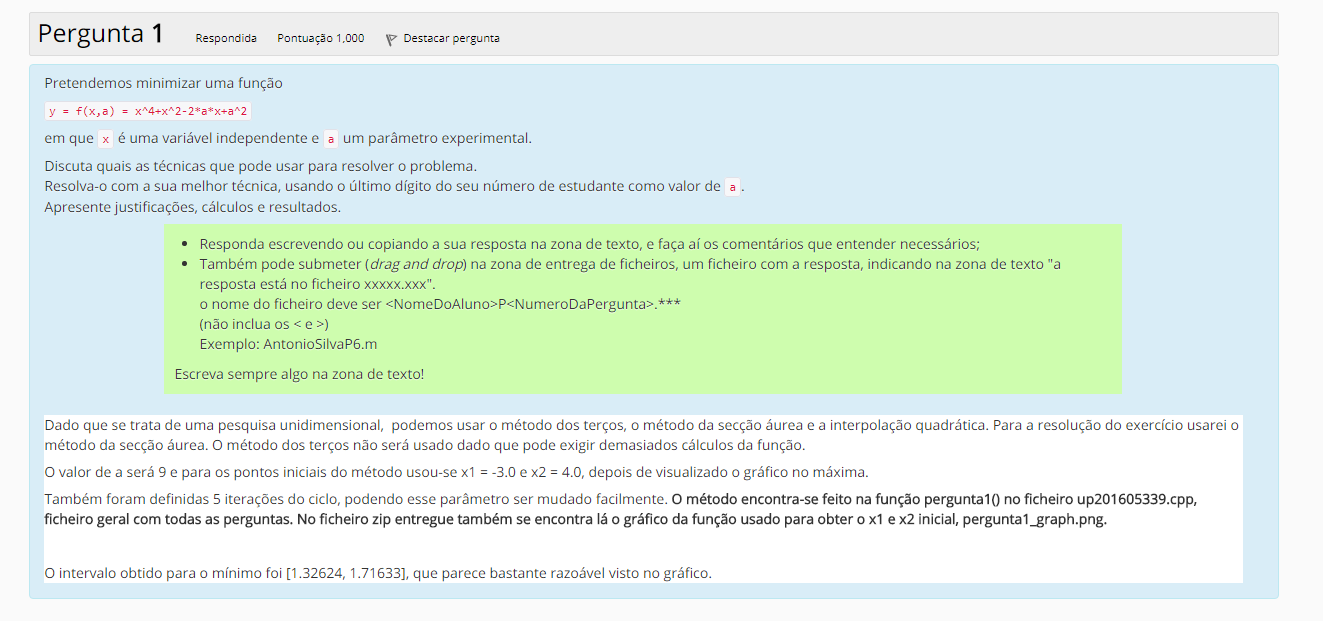 Pergunta 1 Respondida Pontuação 1,000 Destacar pergunta
Pretendemos minimizar uma função
y = f(x,a) = x^4+x^2-2*a*x+a^2
em que x é uma variável independente e a um parâmetro experimental.
Discuta quais as técnicas que pode usar para resolver o problema.
Resolva-o com a sua melhor técnica, usando o último dígito do seu número de estudante como valor de a.
Apresente justificações, cálculos e resultados.
• Responda escrevendo ou copiando a sua resposta na zona de texto, e faça aí os comentários que entender necessários;
• Também pode submeter (drag and drop) na zona de entrega de ficheiros, um ficheiro com a resposta, indicando na zona de texto "a
resposta está no ficheiro xxxxx.xxx".
o nome do ficheiro deve ser <NomeDoAluno>P<NumeroDaPergunta>.***
(não inclua os < e >)
Exemplo: AntonioSilvaP6.m
Escreva sempre algo na zona de texto!
Dado que se trata de uma pesquisa unidimensional, podemos usar o método dos terços, o método da secção áurea e a interpolação quadrática. Para a resolução do exercício usarei o
método da secção áurea. O método dos terços não será usado dado que pode exigir demasiados cálculos da função.
O valor de a será 9 e para os pontos iniciais do método usou-se x1 = -3.0 e x2 = 4.0, depois de visualizado o gráfico no máxima.
Também foram definidas 5 iterações do ciclo, podendo esse parâmetro ser mudado facilmente. O método encontra-se feito na função pergunta1() no ficheiro up201605339.cpp,
ficheiro geral com todas as perguntas. No ficheiro zip entregue também se encontra lá o gráfico da função usado para obter o x1 e x2 inicial, pergunta1_graph.png.
O intervalo obtido para o mínimo foi [1.32624, 1.71633], que parece bastante razoável visto no gráfico.